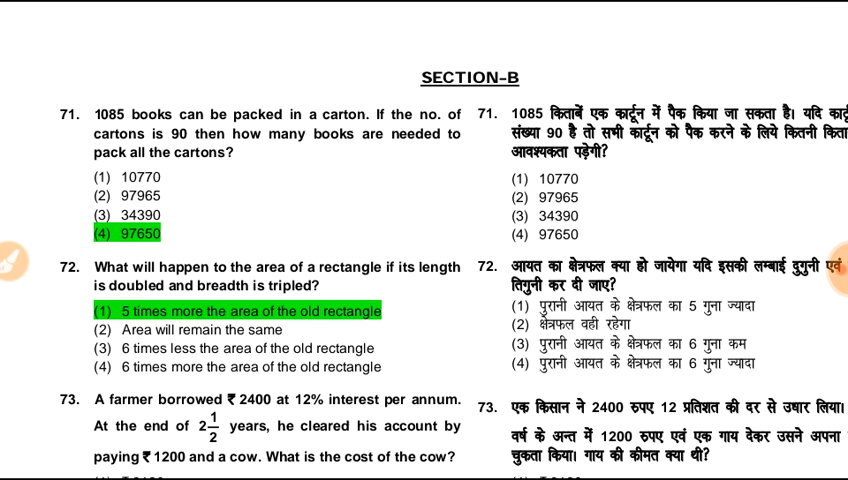 SECTION–B
71. 1085 books can be packed in a carton. If the no. of
cartons is 90 then how many books are needed to
pack all the cartons?
(1) 10770
(2) 97965
(3) 34390
(4) 97650
72. What will happen to the area of a rectangle if its length
is doubled and breadth is tripled?
(1) 5 times more the area of the old rectangle
(2) Area will remain the same
(3) 6 times less the area of the old rectangle
(4) 6 times more the area of the old rectangle
73. A farmer borrowed ₹ 2400 at 12% interest per annum.
At the end of 2 1/2 years, he cleared his account by
paying ₹ 1200 and a cow. What is the cost of the cow?
71. 1085 किताबें एक कार्टून में पैक किया जा सकता है। यदि
संख्या 90 है तो सभी कार्टून को पैक करने के लिये कितनी
आवश्यकता पड़ेगी?
(1) 10770
(2) 97965
(3) 34390
(4) 97650
72. आयत का क्षेत्रफल क्या हो जायेगा यदि इसकी लम्बाई दुगुनी एवं
तिगुनी कर दी जाए?
(1) पुरानी आयत के क्षेत्रफल का 5 गुना ज्यादा
(2) क्षेत्रफल वही रहेगा
(3) पुरानी आयत के क्षेत्रफल का 6 गुना कम
(4) पुरानी आयत के क्षेत्रफल का 6 गुना ज्यादा
73. एक किसान ने 2400 रुपए 12 प्रतिशत की दर से उधार लिया।
वर्ष के अन्त में 1200 रुपए एवं एक गाय देकर उसने अपना
चुकता किया। गाय की कीमत क्या थी?